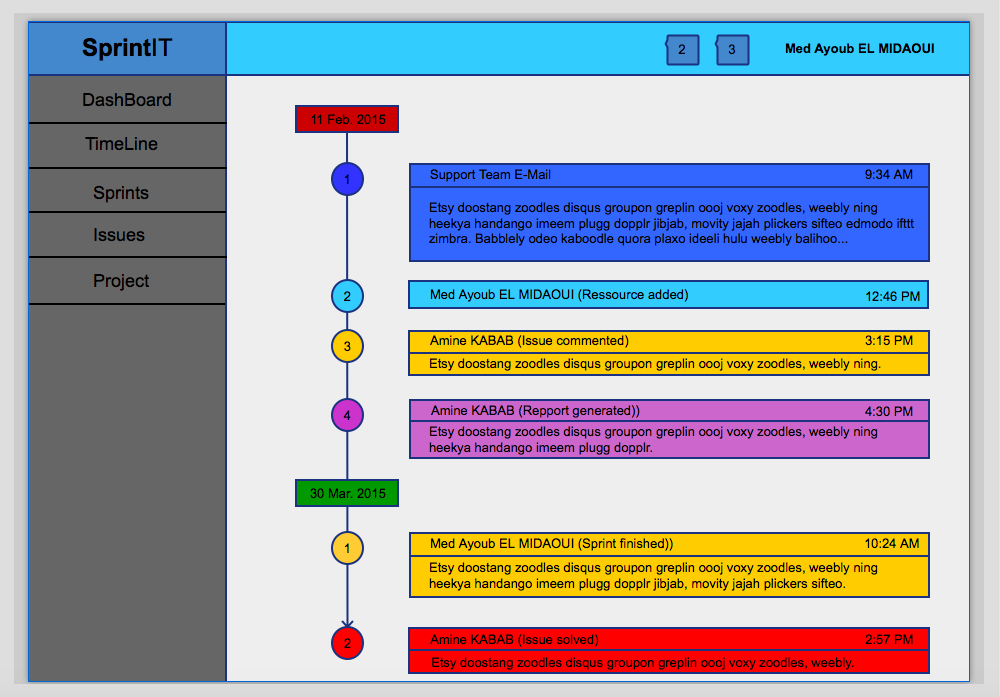 SprintIT
2
3
Med Ayoub EL MIDAOUI
DashBoard
TimeLine
Sprints
Issues
Project
11 Feb. 2015
1
Support Team E-Mail
9:34 AM
Etsy doostang zoodles disqus groupon greplin oooj voxy zoodles, weebly ning
heekya handango imeem plugg dopplr jibjab, movity jajah plickers sifteo edmodo ifttt
zimbra. Babblely odeo kaboodle quora plaxo ideeli hulu weebly balihoo...
2
Med Ayoub EL MIDAOUI (Ressource added)
12:46 PM
3
Amine KABAB (Issue commented)
3:15 PM
Etsy doostang zoodles disqus groupon greplin oooj voxy zoodles, weebly ning.
4
Amine KABAB (Repport generated))
4:30 PM
Etsy doostang zoodles disqus groupon greplin oooj voxy zoodles, weebly ning
heekya handango imeem plugg dopplr.
30 Mar. 2015
1
Med Ayoub EL MIDAOUI (Sprint finished))
10:24 AM
Etsy doostang zoodles disqus groupon greplin oooj voxy zoodles, weebly ning
heekya handango imeem plugg dopplr jibjab, movity jajah plickers sifteo.
2
Amine KABAB (Issue solved)
2:57 PM
Etsy doostang zoodles disqus groupon greplin oooj voxy zoodles, weebly.